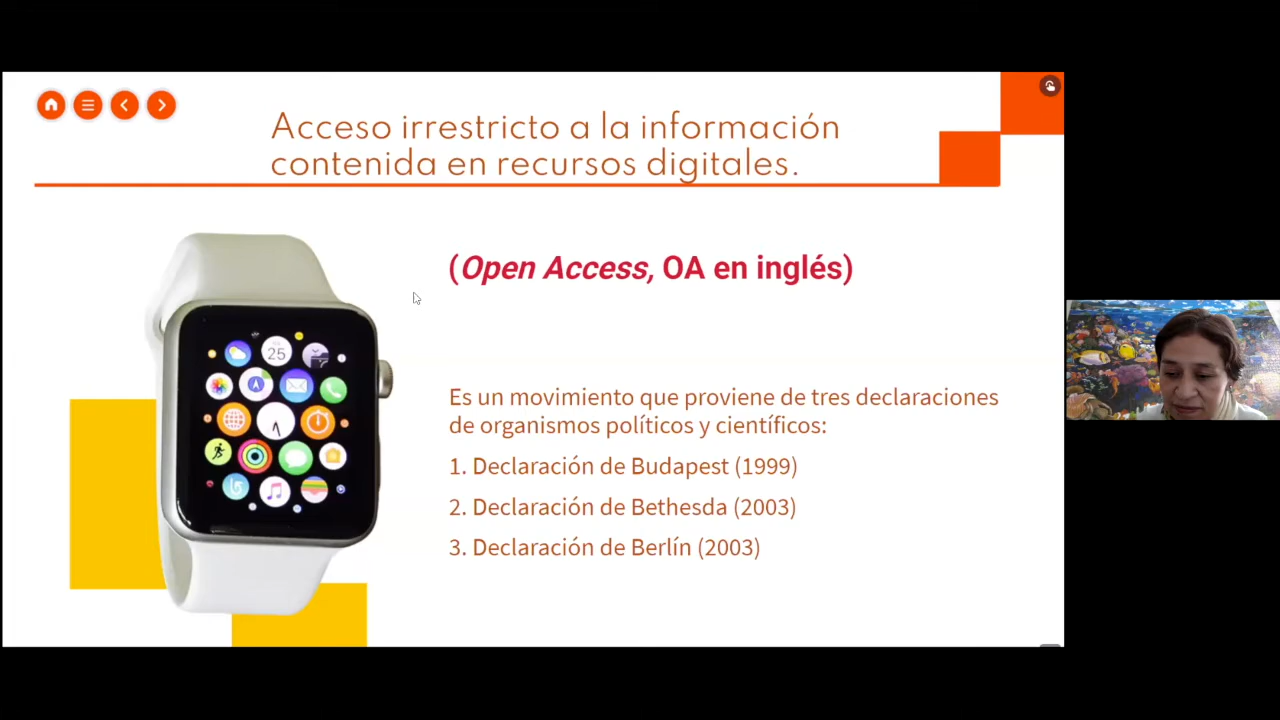 Acceso irrestricto a la información
contenida en recursos digitales.
(Open Access, OA en inglés)
25
Es un movimiento que proviene de tres declaraciones
de organismos políticos y científicos:
1. Declaración de Budapest (1999)
2. Declaración de Bethesda (2003)
3. Declaración de Berlín (2003)